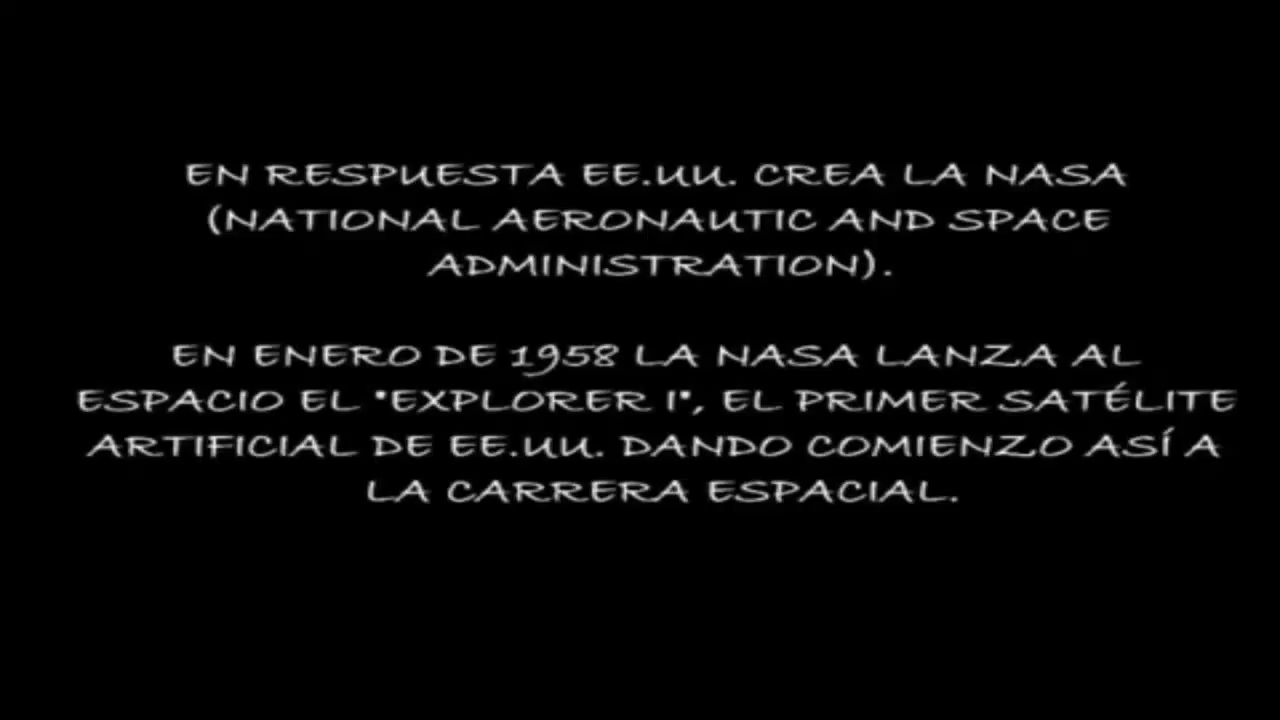 EN RESPUESTA EE.UU. CREA LA NASA
(NATIONAL AERONAUTIC AND SPACE
ADMINISTRATION).
EN ENERO DE 1958 LA NASA LANZA AL
ESPACIO EL "EXPLORER I", EL PRIMER SATÉLITE
ARTIFICIAL DE EE.UU. DANDO COMIENZO ASÍ A
LA CARRERA ESPACIAL.